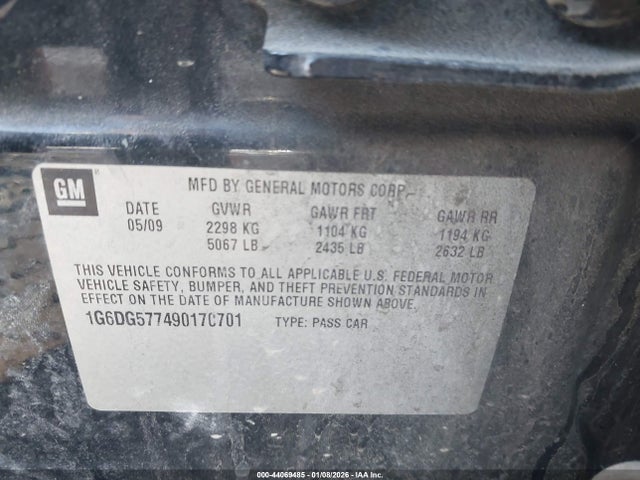 GM
MFD BY GENERAL MOTORS CORP
DATE GVWR GAWR FRT GAWR RR
05/09 2298 KG 1104 KG 1194 KG
5067 LB 2435 LB 2632 LB
THIS VEHICLE CONFORMS TO ALL APPLICABLE U.S. FEDERAL MOTOR
VEHICLE SAFETY, BUMPER, AND THEFT PREVENTION STANDARDS IN
EFFECT ON THE DATE OF MANUFACTURE SHOWN ABOVE.
TYPE: PASS CAR
000-44069485 - 01/08/2026 - IAA Inc.